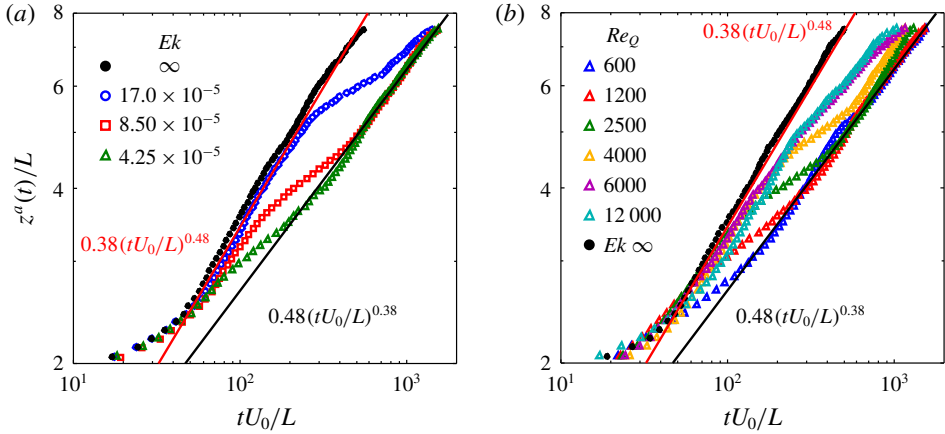 (a)
8
6
4
2
z^a(t)/L
Ek
∞
17.0 × 10^−5
8.50 × 10^−5
4.25 × 10^−5
0.38(tU_0/L)^0.48
0.48(tU_0/L)^0.38
10^1
10^2
10^3
tU_0/L
(b)
8
6
4
2
Re_Q
600
1200
2500
4000
6000
12 000
Ek ∞
0.38(tU_0/L)^0.48
0.48(tU_0/L)^0.38
10^1
10^2
10^3
tU_0/L